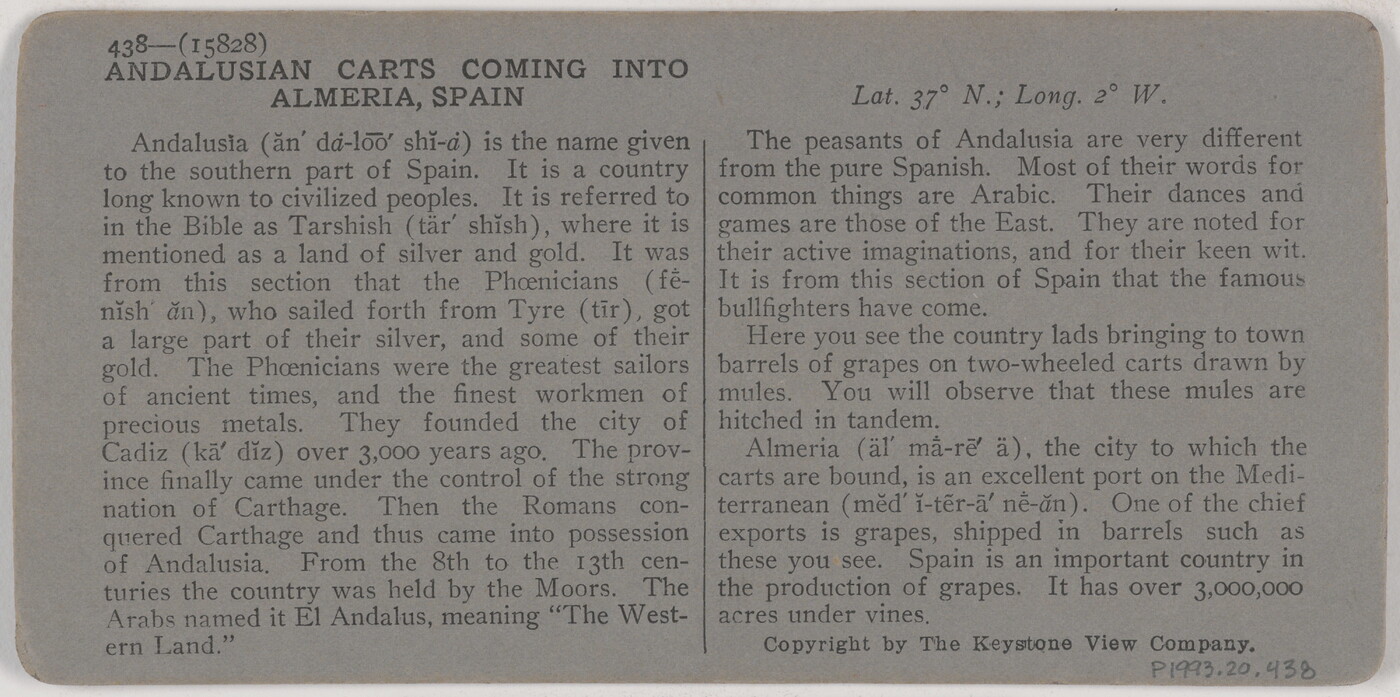 438—(15828)
ANDALUSIAN CARTS COMING INTO
ALMERIA, SPAIN
Andalusia (ăn′ dȧ-lōō′ shĭ-ȧ) is the name given
to the southern part of Spain. It is a country
long known to civilized peoples. It is referred to
in the Bible as Tarshish (tär′ shĭsh), where it is
mentioned as a land of silver and gold. It was
from this section that the Phœnicians (fē̇-
nĭsh′ ăn), who sailed forth from Tyre (tīr), got
a large part of their silver, and some of their
gold. The Phœnicians were the greatest sailors
of ancient times, and the finest workmen of
precious metals. They founded the city of
Cadiz (kā′ dĭz) over 3,000 years ago. The prov-
ince finally came under the control of the strong
nation of Carthage. Then the Romans con-
quered Carthage and thus came into possession
of Andalusia. From the 8th to the 13th cen-
turies the country was held by the Moors. The
Arabs named it El Andalus, meaning “The West-
ern Land.”
Lat. 37° N.; Long. 2° W.
The peasants of Andalusia are very different
from the pure Spanish. Most of their words for
common things are Arabic. Their dances and
games are those of the East. They are noted for
their active imaginations, and for their keen wit.
It is from this section of Spain that the famous
bullfighters have come.
Here you see the country lads bringing to town
barrels of grapes on two-wheeled carts drawn by
mules. You will observe that these mules are
hitched in tandem.
Almeria (äl′ mā̇-rē′ ä), the city to which the
carts are bound, is an excellent port on the Medi-
terranean (mĕd′ ĭ-tẽr-ā′ nē̇-ăn). One of the chief
exports is grapes, shipped in barrels such as
these you see. Spain is an important country in
the production of grapes. It has over 3,000,000
acres under vines.
Copyright by The Keystone View Company.
P1993.20.438